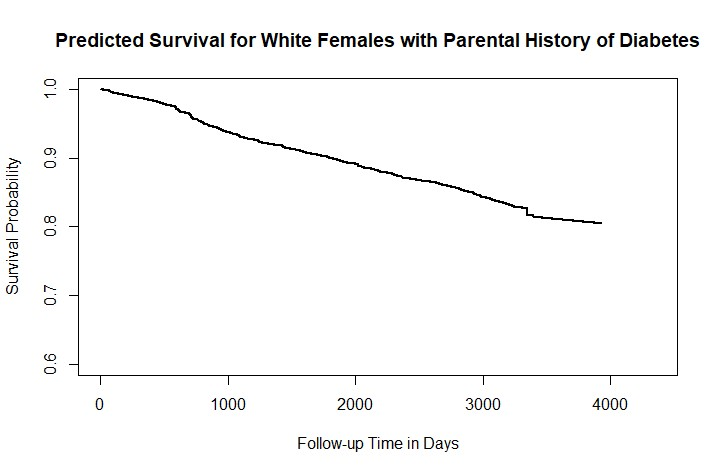 Predicted Survival for White Females with Parental History of Diabetes
Survival Probability
1.0
0.9
0.8
0.7
0.6
0 1000 2000 3000 4000
Follow-up Time in Days